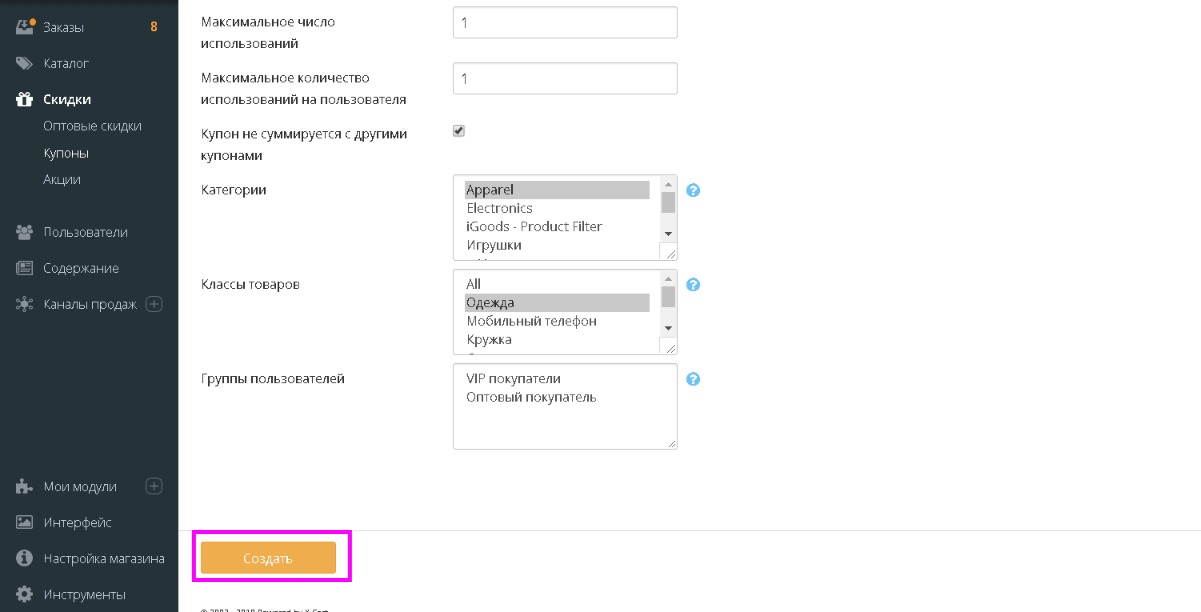 Заказы
8
Каталог
Скидки
Оптовые скидки
Купоны
Акции
Пользователи
Содержание
Каналы продаж
Мои модули
Интерфейс
Настройка магазина
Инструменты
Максимальное число
использований
1
Максимальное количество
использований на пользователя
1
Купон не суммируется с другими
купонами
Категории
Apparel
Electronics
iGoods - Product Filter
Игрушки
?
Классы товаров
All
Одежда
Мобильный телефон
Кружка
?
Группы пользователей
VIP покупатели
Оптовый покупатель
?
Создать